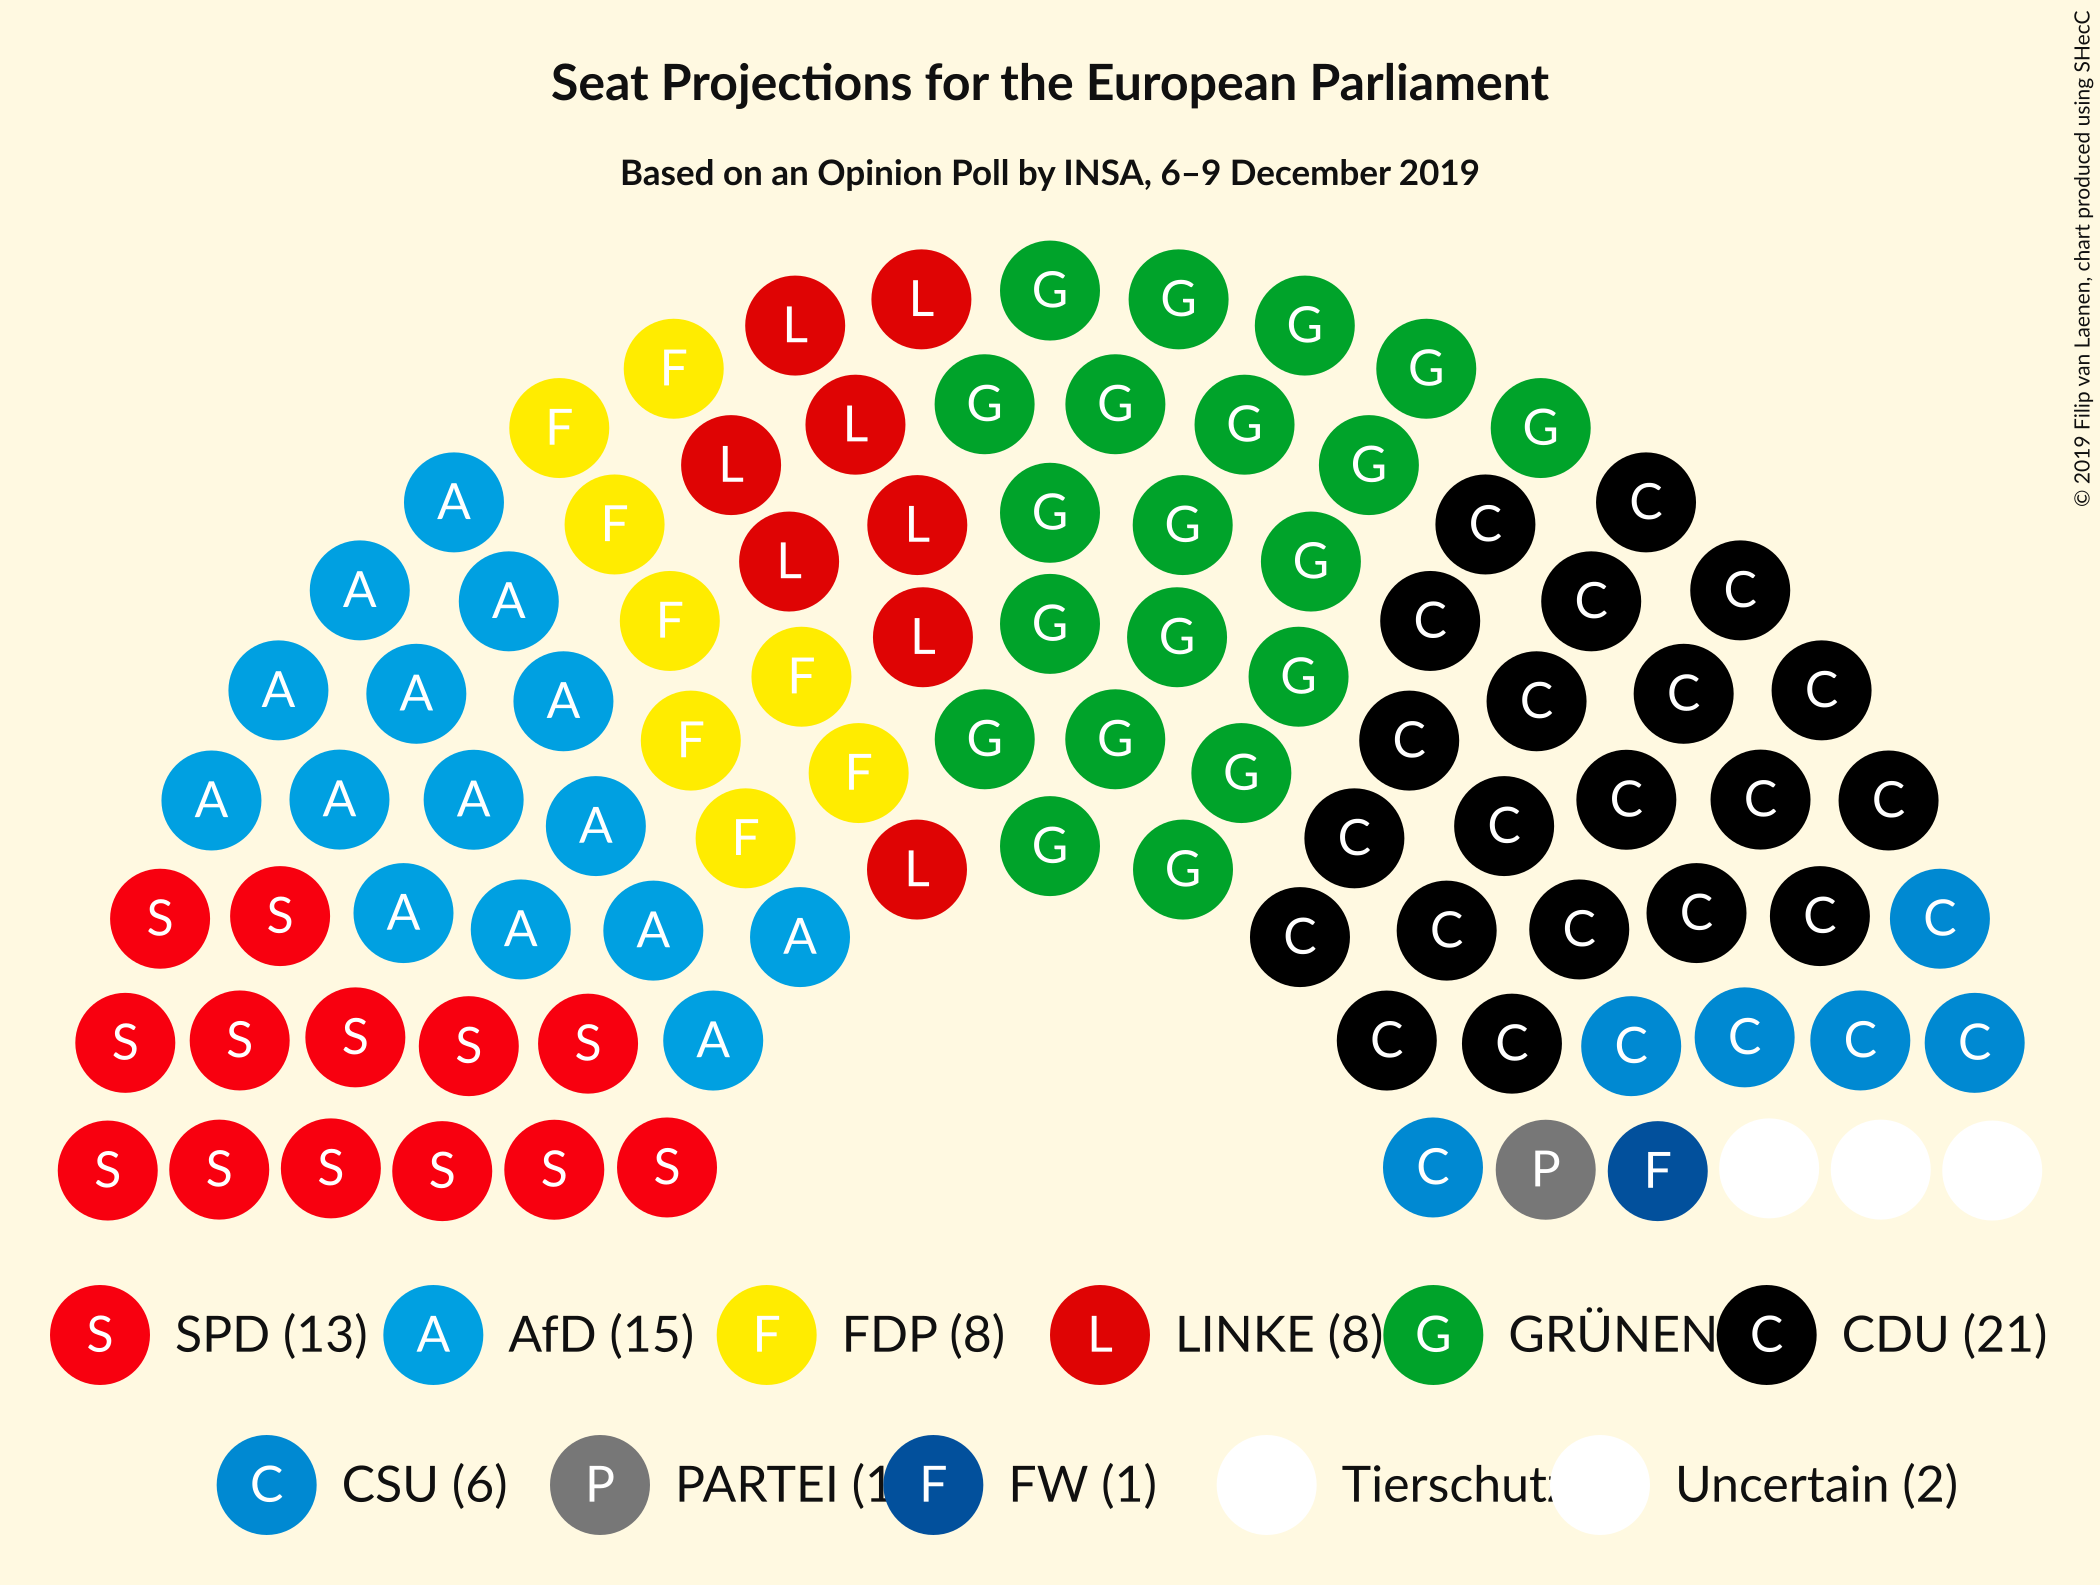 Seat Projections for the European Parliament
Based on an Opinion Poll by INSA, 6–9 December 2019
© 2019 Filip van Laenen, chart produced using SHecC
L L G G G
F F L L G G G G G G
A F L L G G G C C
A A F L G G G C C C
A A A F F G C C C C
A A A A F F G G G C C C C C
S S A A A A L G G C C C C C C
S S S S S A C C C C C C
S S S S S S C P F
S SPD (13) A AfD (15) F FDP (8) L LINKE (8) G GRÜNEN C CDU (21)
C CSU (6) P PARTEI (1 F FW (1) Tierschutz Uncertain (2)